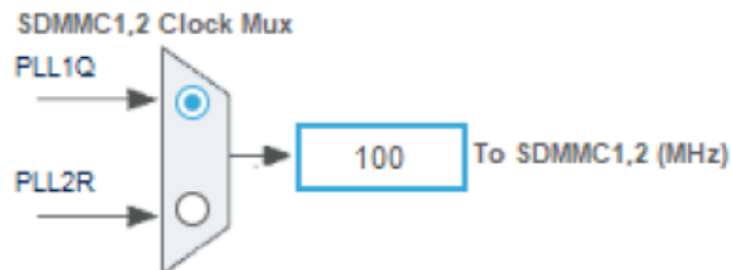 SDMMC1,2 Clock Mux
PLL1Q
100 To SDMMC1,2 (MHz)
PLL2R